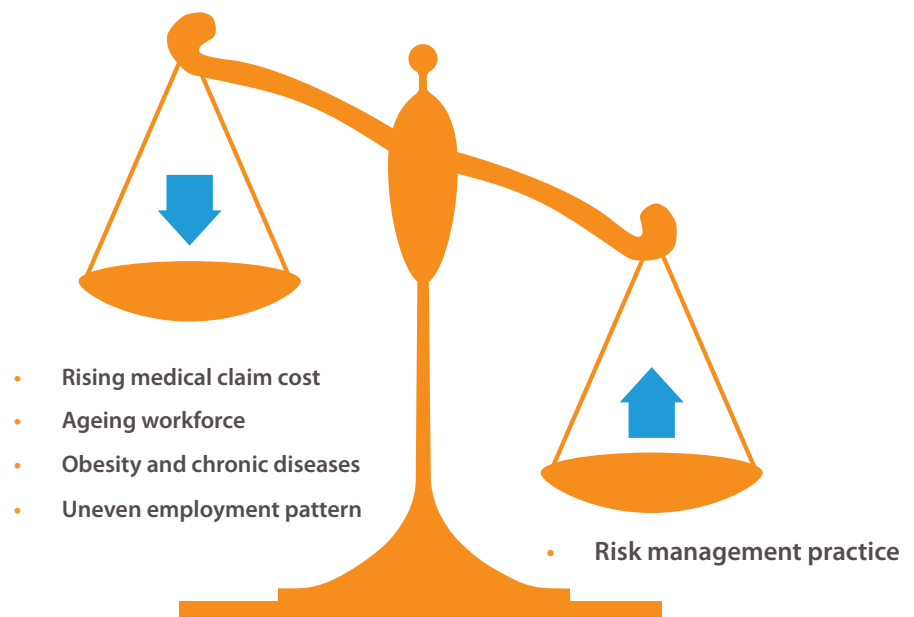 • Rising medical claim cost
• Ageing workforce
• Obesity and chronic diseases
• Uneven employment pattern
• Risk management practice